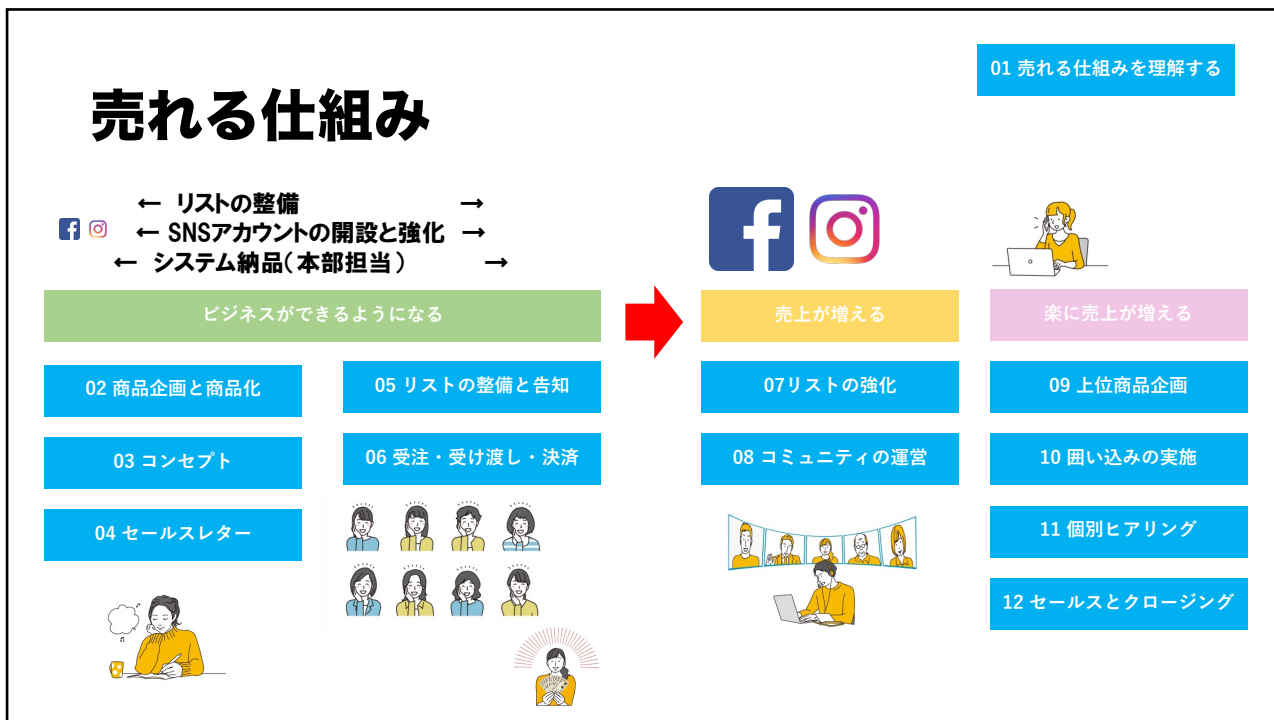 01 売れる仕組みを理解する
売れる仕組み
← リストの整備 →
← SNSアカウントの開設と強化 →
← システム納品（本部担当） →
ビジネスができるようになる
売上が増える
楽に売上が増える
02 商品企画と商品化
03 コンセプト
04 セールスレター
05 リストの整備と告知
06 受注・受け渡し・決済
07リストの強化
08 コミュニティの運営
09 上位商品企画
10 囲い込みの実施
11 個別ヒアリング
12 セールスとクロージング